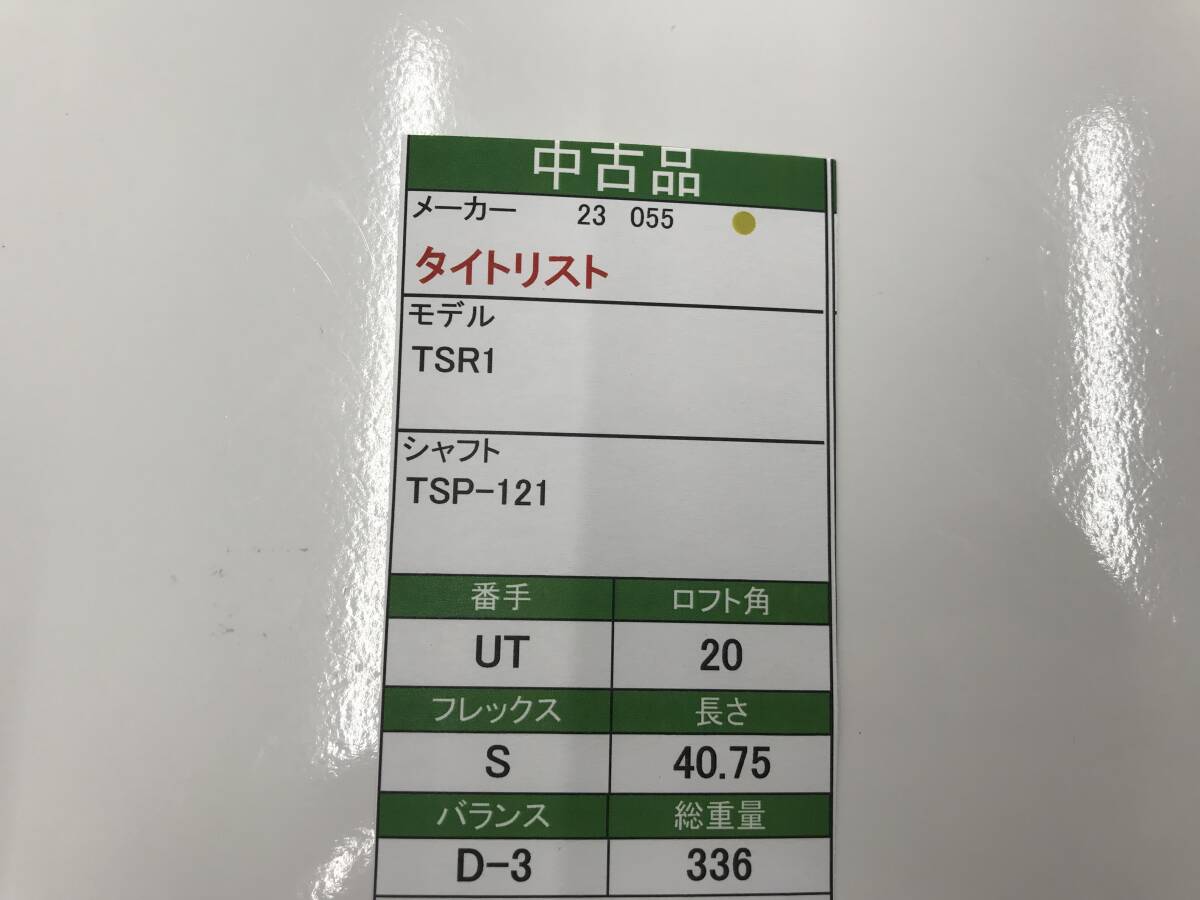 中古品
メーカー 23 055
タイトリスト
モデル
TSR1
シャフト
TSP-121
番手 ロフト角
UT 20
フレックス 長さ
S 40.75
バランス 総重量
D-3 336